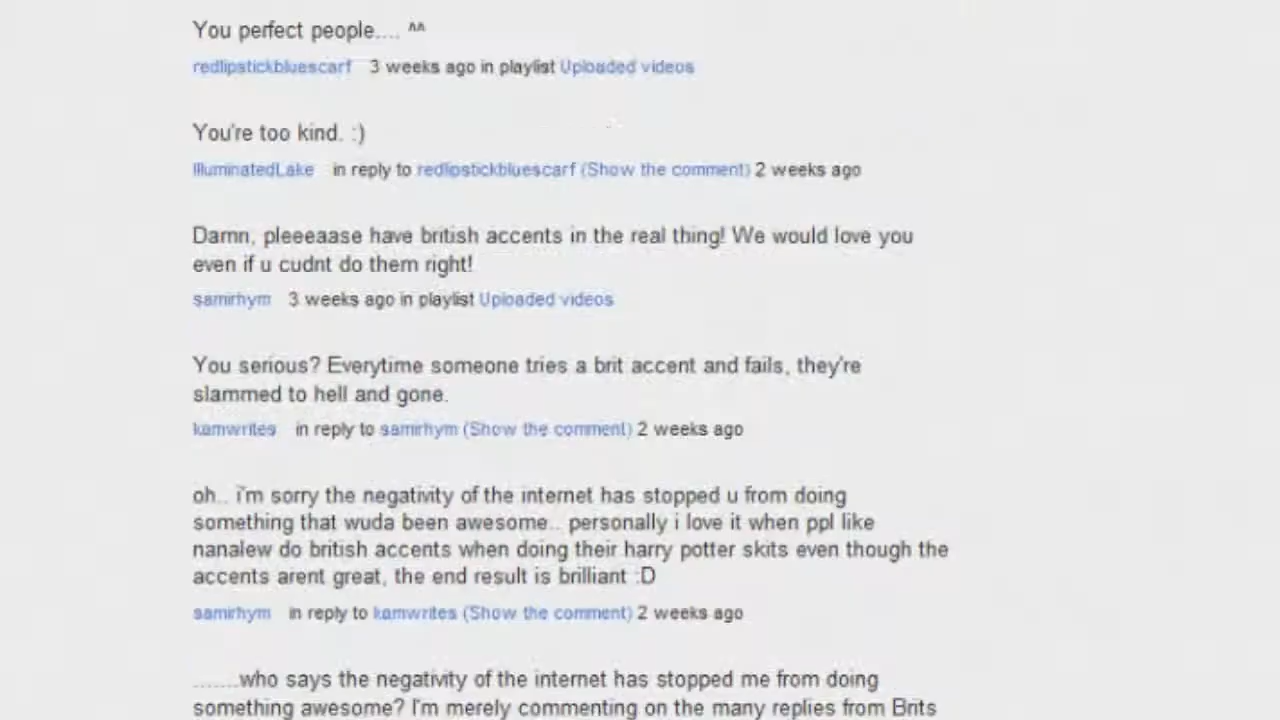 You perfect people.... ^^
redlipstickbluescarf 3 weeks ago in playlist Uploaded videos
You're too kind. :)
IlluminatedLake in reply to redlipstickbluescarf (Show the comment) 2 weeks ago
Damn, pleeeaase have british accents in the real thing! We would love you
even if u cudnt do them right!
samirhym 3 weeks ago in playlist Uploaded videos
You serious? Everytime someone tries a brit accent and fails, they're
slammed to hell and gone.
kamwrites in reply to samirhym (Show the comment) 2 weeks ago
oh.. i'm sorry the negativity of the internet has stopped u from doing
something that wuda been awesome.. personally i love it when ppl like
nanalew do british accents when doing their harry potter skits even though the
accents arent great, the end result is brilliant :D
samirhym in reply to kamwrites (Show the comment) 2 weeks ago
.......who says the negativity of the internet has stopped me from doing
something awesome? I'm merely commenting on the many replies from Brits